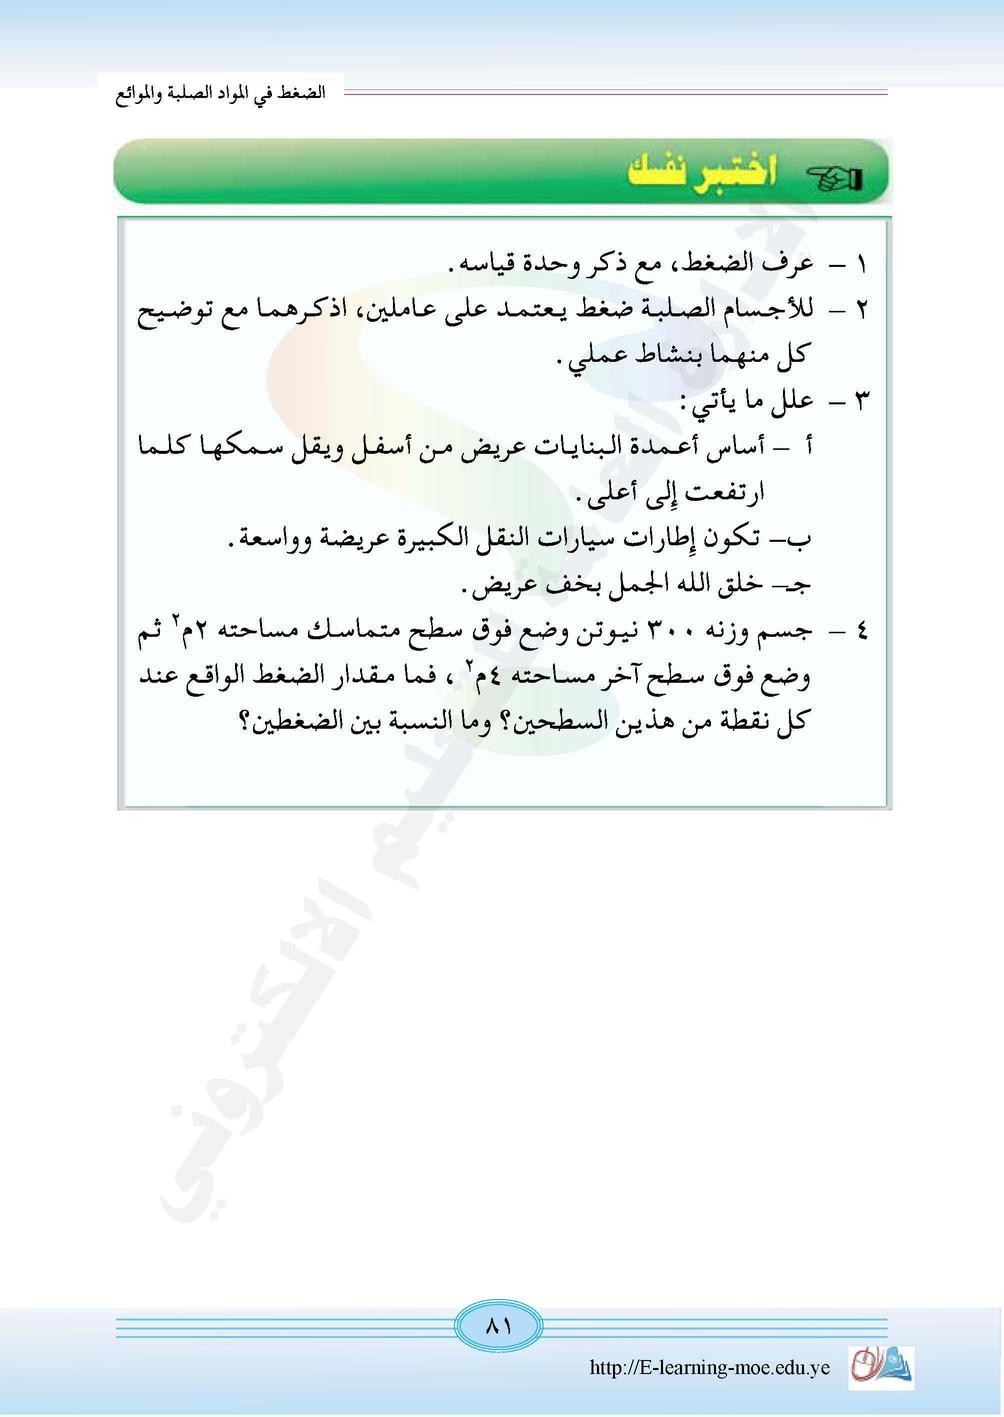 الضغط في المواد الصلبة والموائع
اختبر نفسك
١ – عرف الضغط، مع ذكر وحدة قياسه.
٢ – للأجسام الصلبة ضغط يعتمد على عاملين، اذكرهما مع توضيح
كل منهما بنشاط عملي.
٣ – علل ما يأتي:
أ – أساس أعمدة البنايات عريض من أسفل ويقل سمكها كلما
ارتفعت إلى أعلى.
ب– تكون إطارات سيارات النقل الكبيرة عريضة وواسعة.
جـ– خلق الله الجمل بخف عريض.
٤ – جسم وزنه ٣٠٠ نيوتن وضع فوق سطح متماسك مساحته ٢م٢ ثم
وضع فوق سطح آخر مساحته ٤م٢ ، فما مقدار الضغط الواقع عند
كل نقطة من هذين السطحين؟ وما النسبة بين الضغطين؟
٨١
http://E-learning-moe.edu.ye